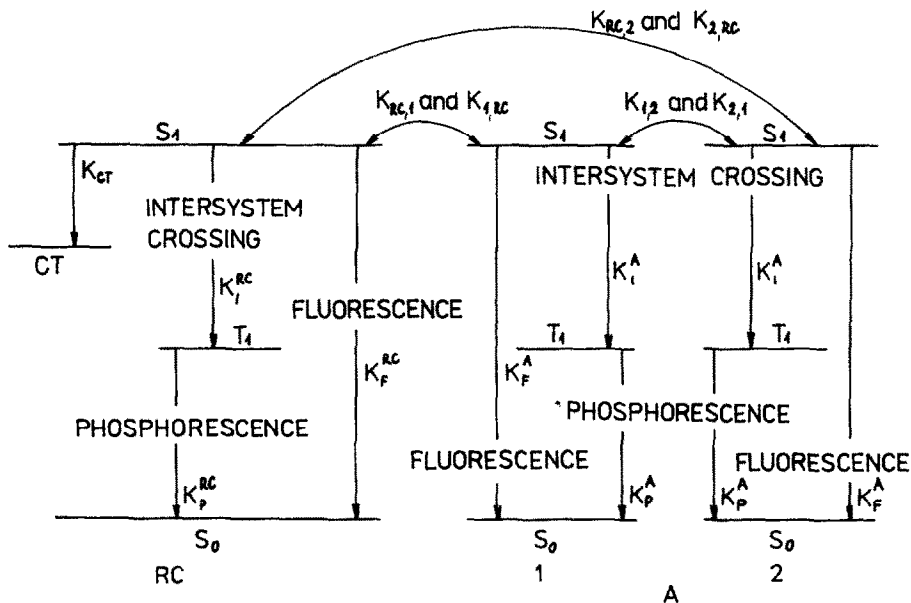 K_RC,2 and K_2,RC
K_RC,1 and K_1,RC
K_1,2 and K_2,1
S₁
S₁
S₁
K_CT
INTERSYSTEM CROSSING
INTERSYSTEM
CROSSING
CT
K_i^RC
K_i^A
K_i^A
FLUORESCENCE
T₁
T₁
T₁
K_F^RC
K_F^A
PHOSPHORESCENCE
PHOSPHORESCENCE
FLUORESCENCE
FLUORESCENCE
K_P^RC
K_P^A
K_P^A
K_F^A
S₀
S₀
S₀
RC
1
2
A